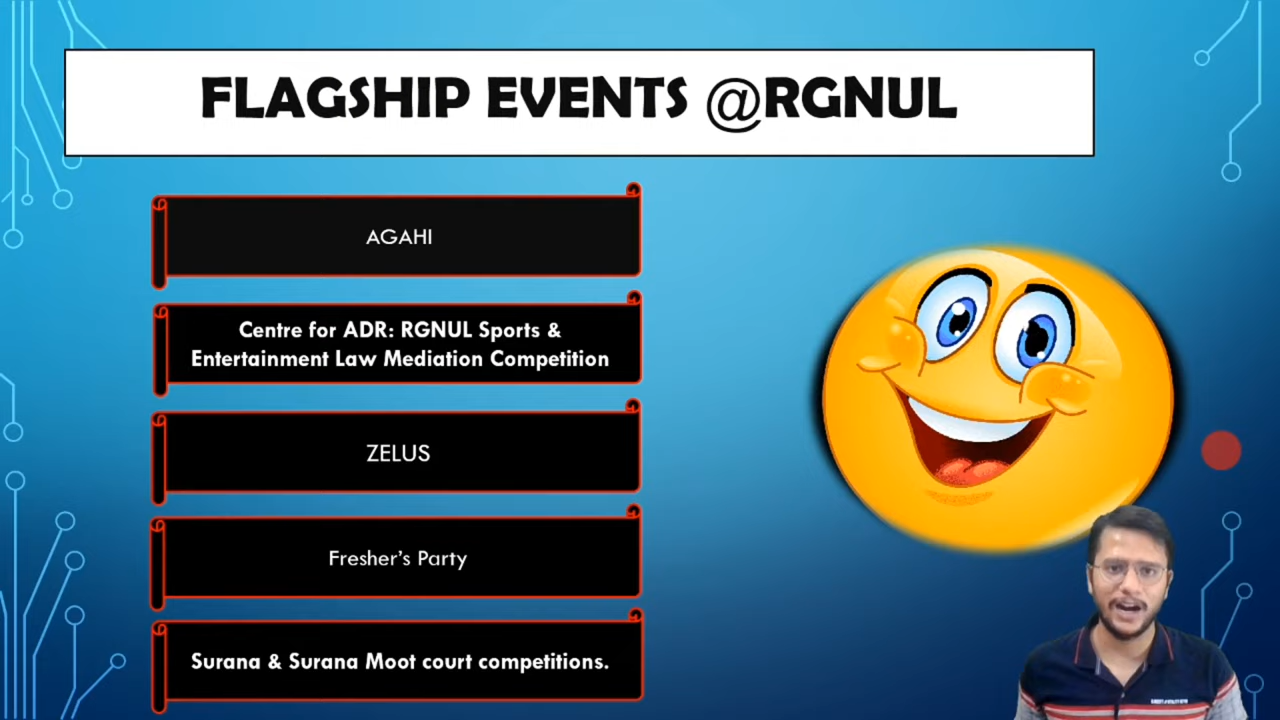 FLAGSHIP EVENTS @RGNUL
AGAHI
Centre for ADR: RGNUL Sports &
Entertainment Law Mediation Competition
ZELUS
Fresher's Party
Surana & Surana Moot court competitions.